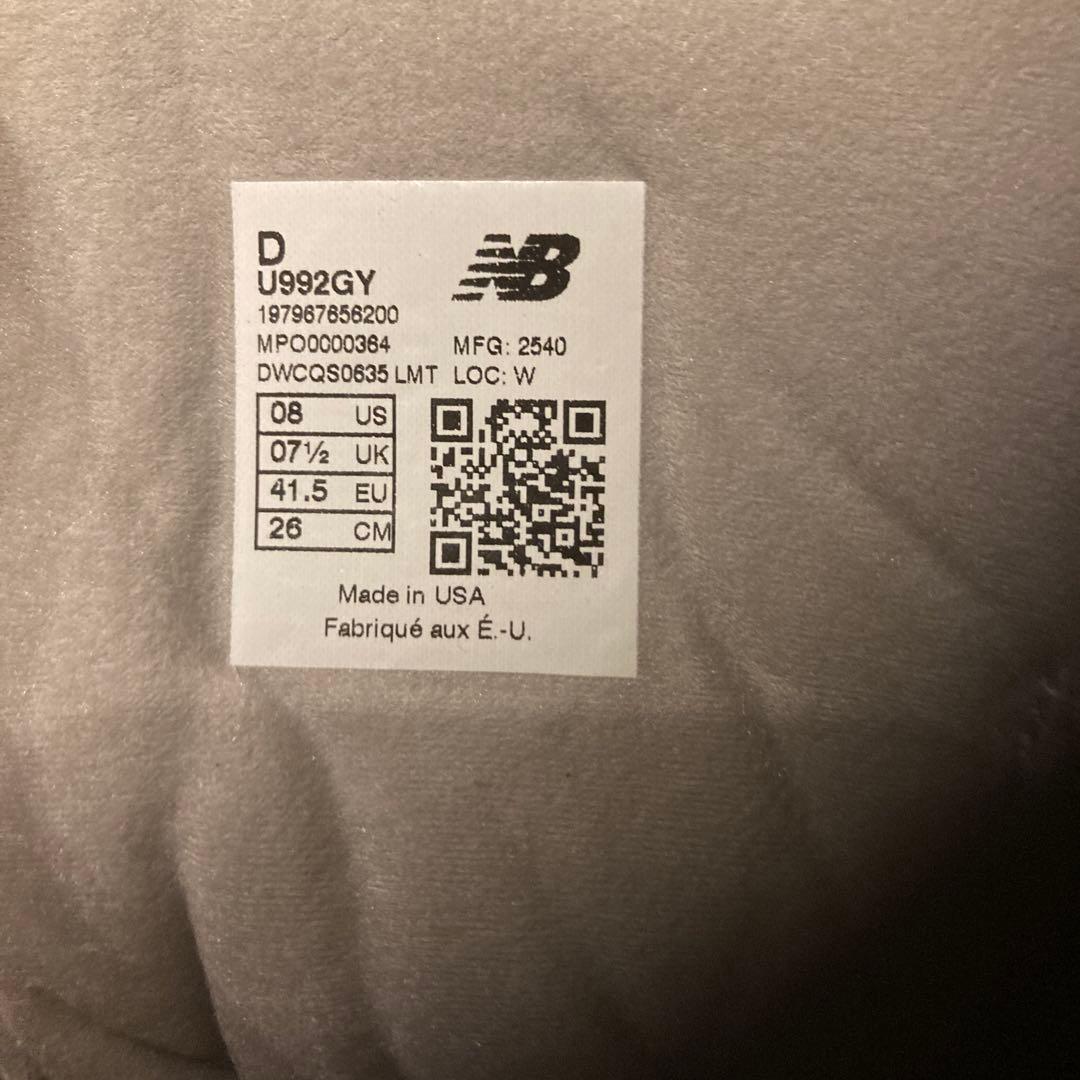 D
U992GY
NB
197967656200
MPO0000364
MFG: 2540
DWCQS0635 LMT LOC: W
08 US
07½ UK
41.5 EU
26 CM
Made in USA
Fabriqué aux É.-U.